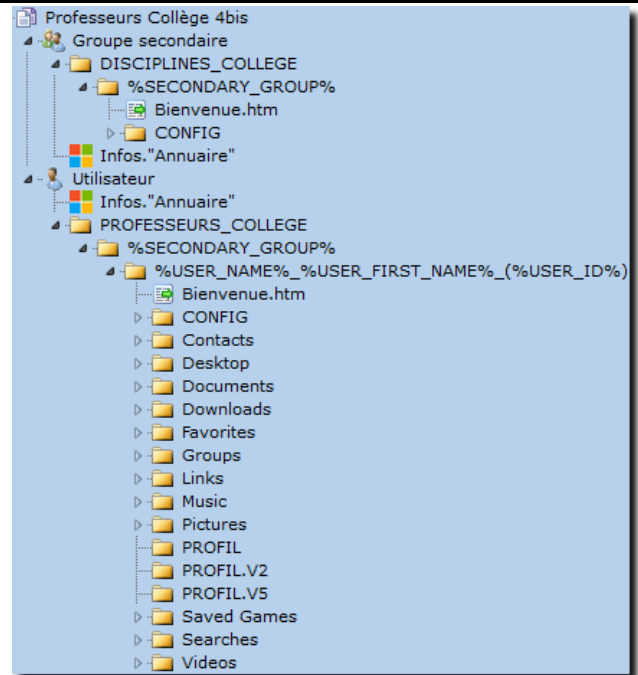 Professeurs Collège 4bis
Groupe secondaire
DISCIPLINES_COLLEGE
%SECONDARY_GROUP%
Bienvenue.htm
CONFIG
Infos."Annuaire"
Utilisateur
Infos."Annuaire"
PROFESSEURS_COLLEGE
%SECONDARY_GROUP%
%USER_NAME%_%USER_FIRST_NAME%_(%USER_ID%)
Bienvenue.htm
CONFIG
Contacts
Desktop
Documents
Downloads
Favorites
Groups
Links
Music
Pictures
PROFIL
PROFIL.V2
PROFIL.V5
Saved Games
Searches
Videos